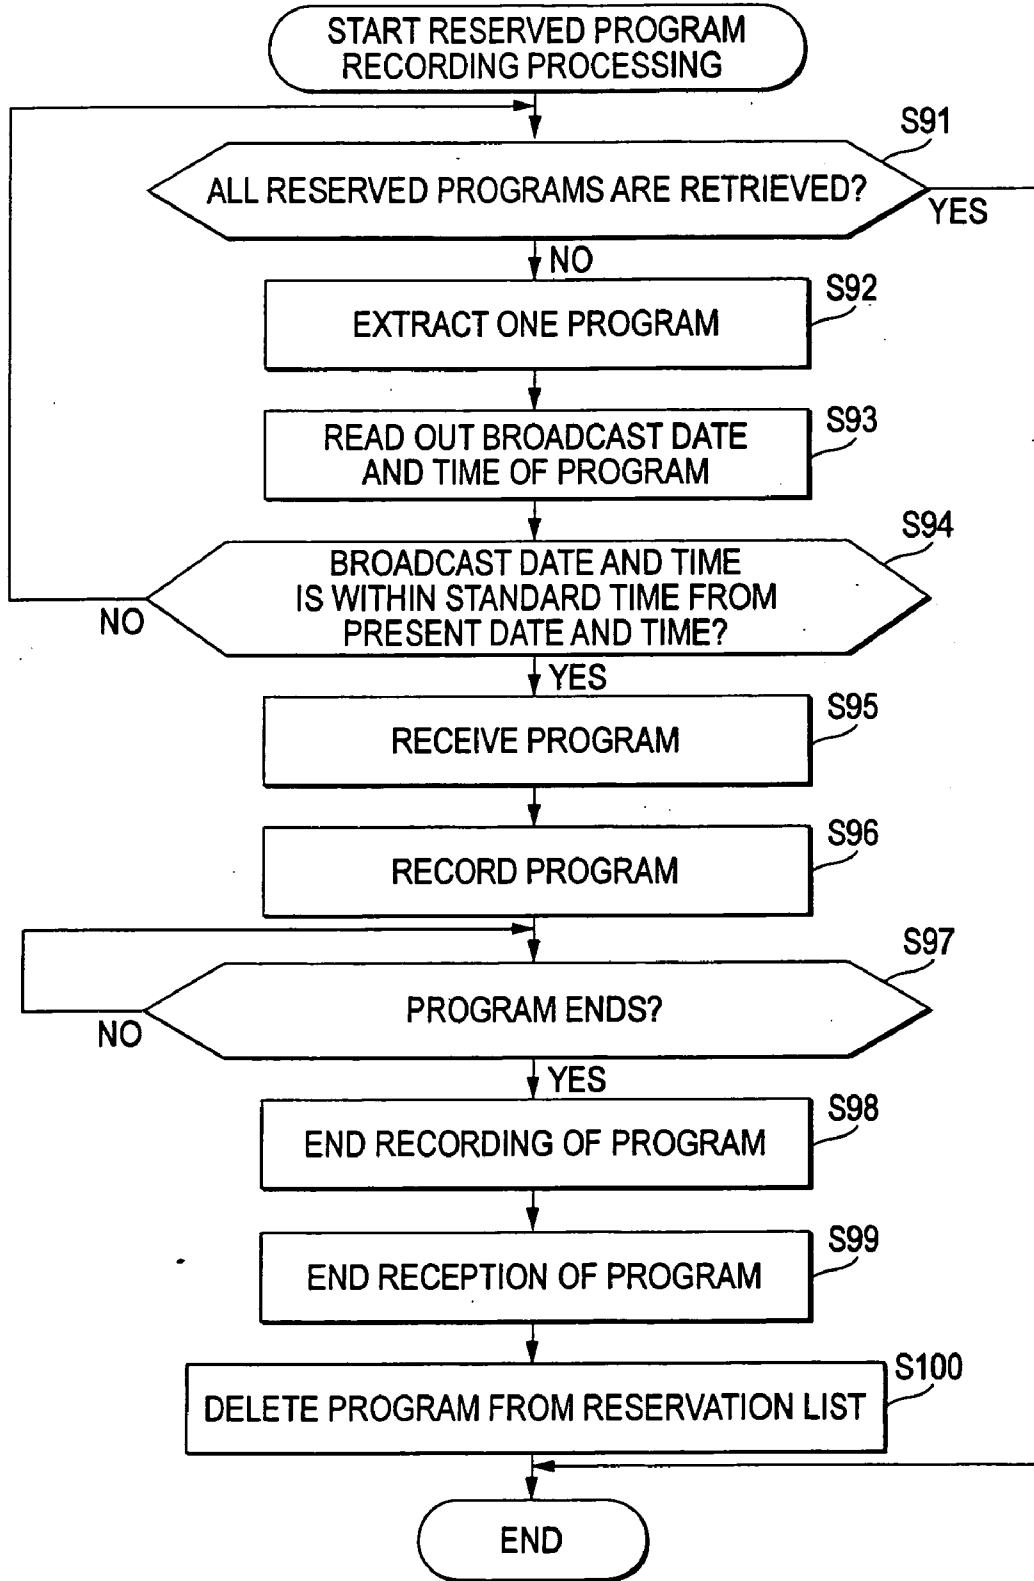 START RESERVED PROGRAM
RECORDING PROCESSING
S91
ALL RESERVED PROGRAMS ARE RETRIEVED?
YES
NO
S92
EXTRACT ONE PROGRAM
S93
READ OUT BROADCAST DATE
AND TIME OF PROGRAM
S94
BROADCAST DATE AND TIME
IS WITHIN STANDARD TIME FROM
PRESENT DATE AND TIME?
NO
YES
S95
RECEIVE PROGRAM
S96
RECORD PROGRAM
S97
PROGRAM ENDS?
NO
YES
S98
END RECORDING OF PROGRAM
S99
END RECEPTION OF PROGRAM
S100
DELETE PROGRAM FROM RESERVATION LIST
END